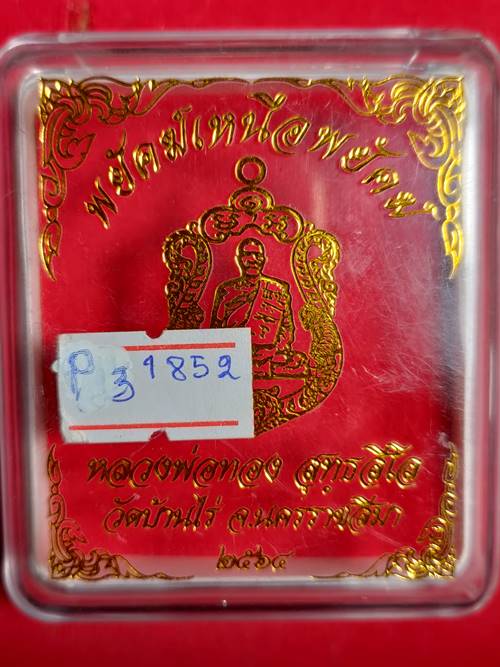 พยัคฆ์เหนือพยัคฆ์
P3 1852
หลวงพ่อทอง สุทฺธสีโล
วัดบ้านไร่ จ.นครราชสีมา
๒๕๖๔